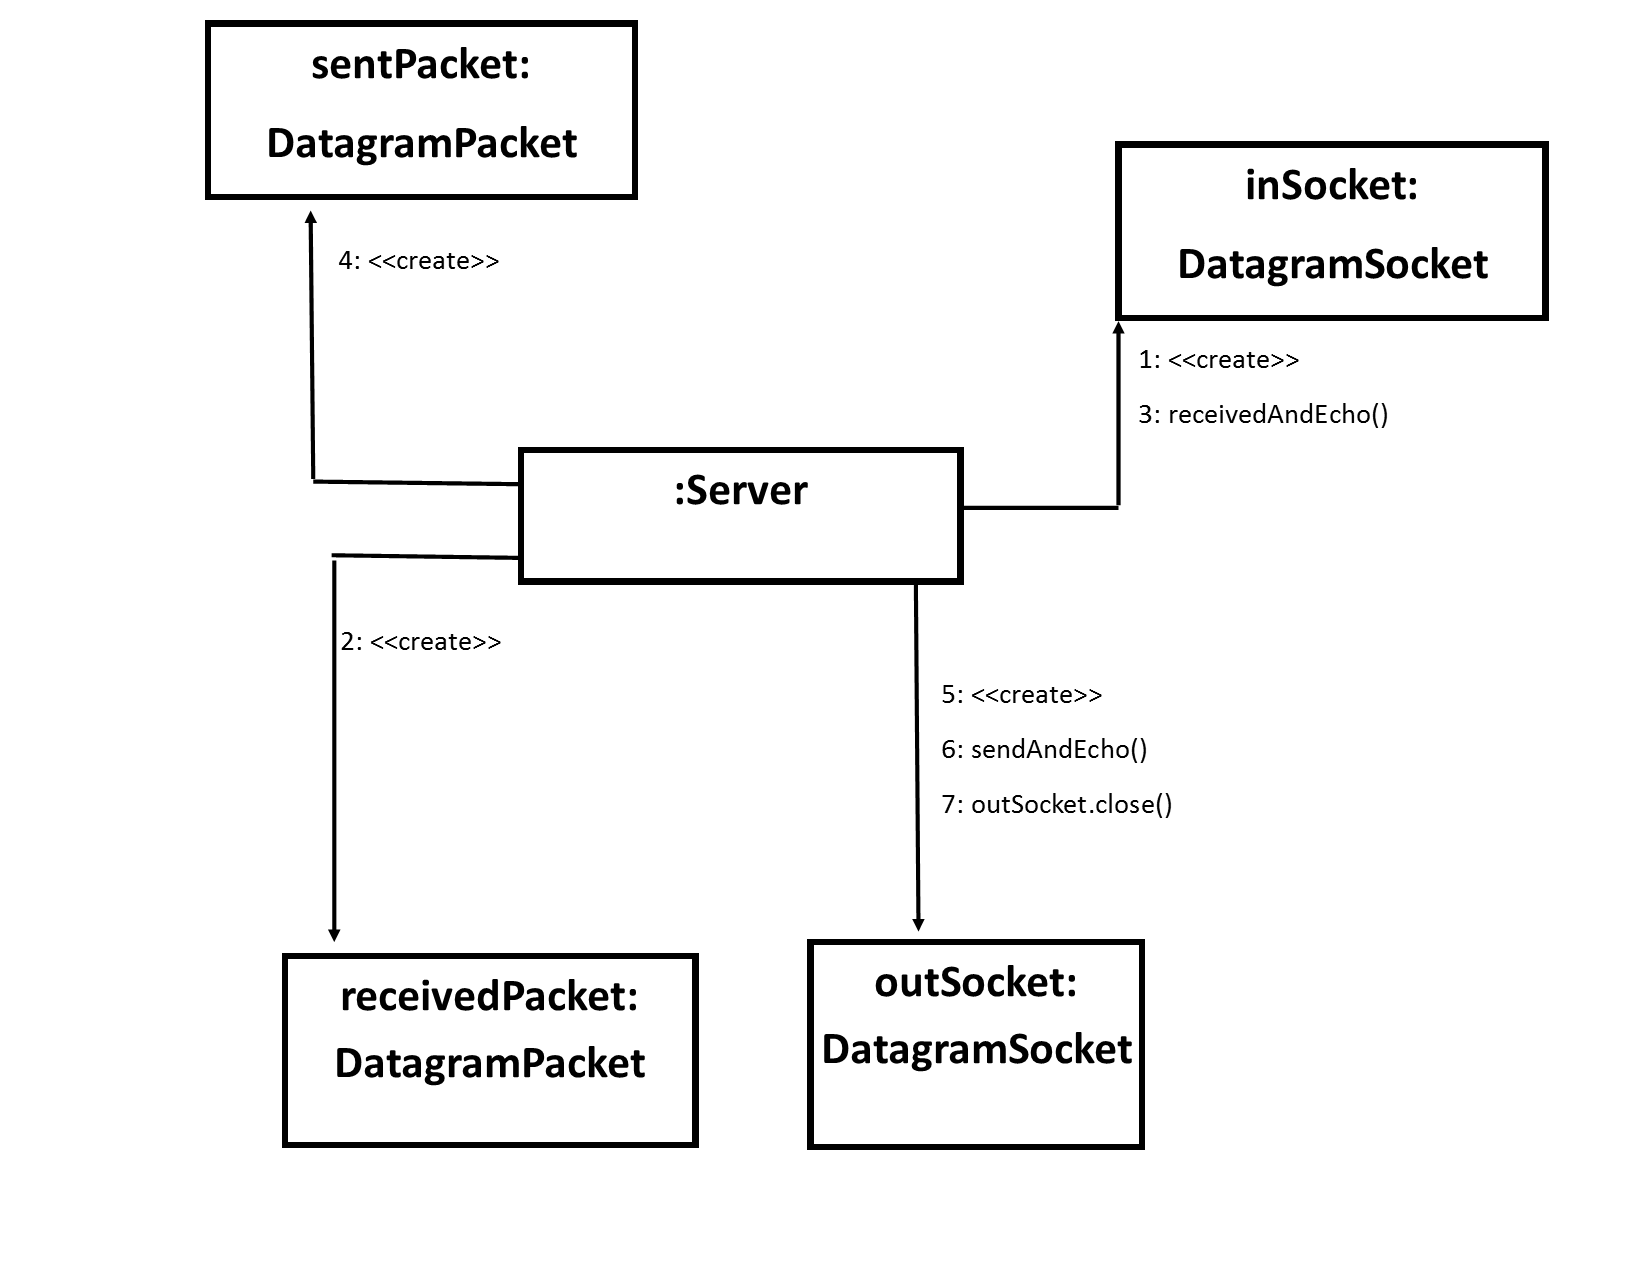 sentPacket:
DatagramPacket
inSocket:
DatagramSocket
4: <<create>>
1: <<create>>
3: receivedAndEcho()
:Server
2: <<create>>
5: <<create>>
6: sendAndEcho()
7: outSocket.close()
receivedPacket:
DatagramPacket
outSocket:
DatagramSocket